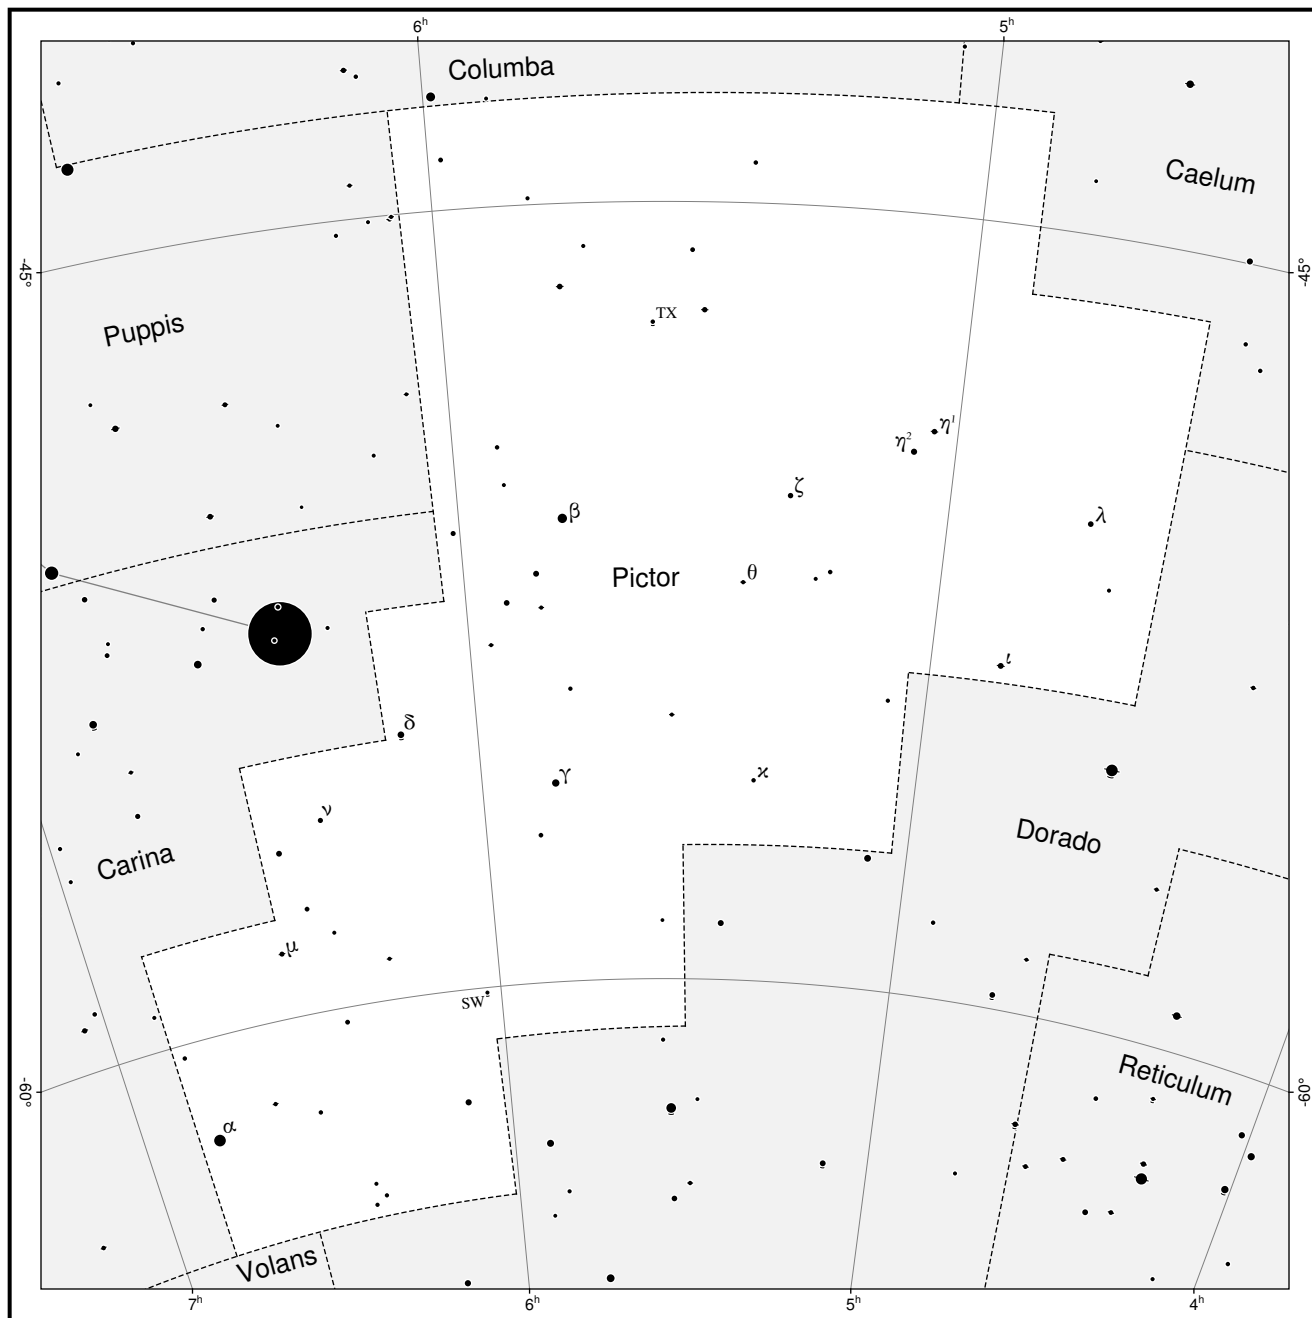 6h
5h
Columba
Caelum
-45°
-45°
Puppis
TX
η1
η2
ζ
β
λ
Pictor
θ
ι
δ
γ
ϰ
ν
Dorado
Carina
μ
SW
Reticulum
-60°
-60°
α
Volans
7h
6h
5h
4h